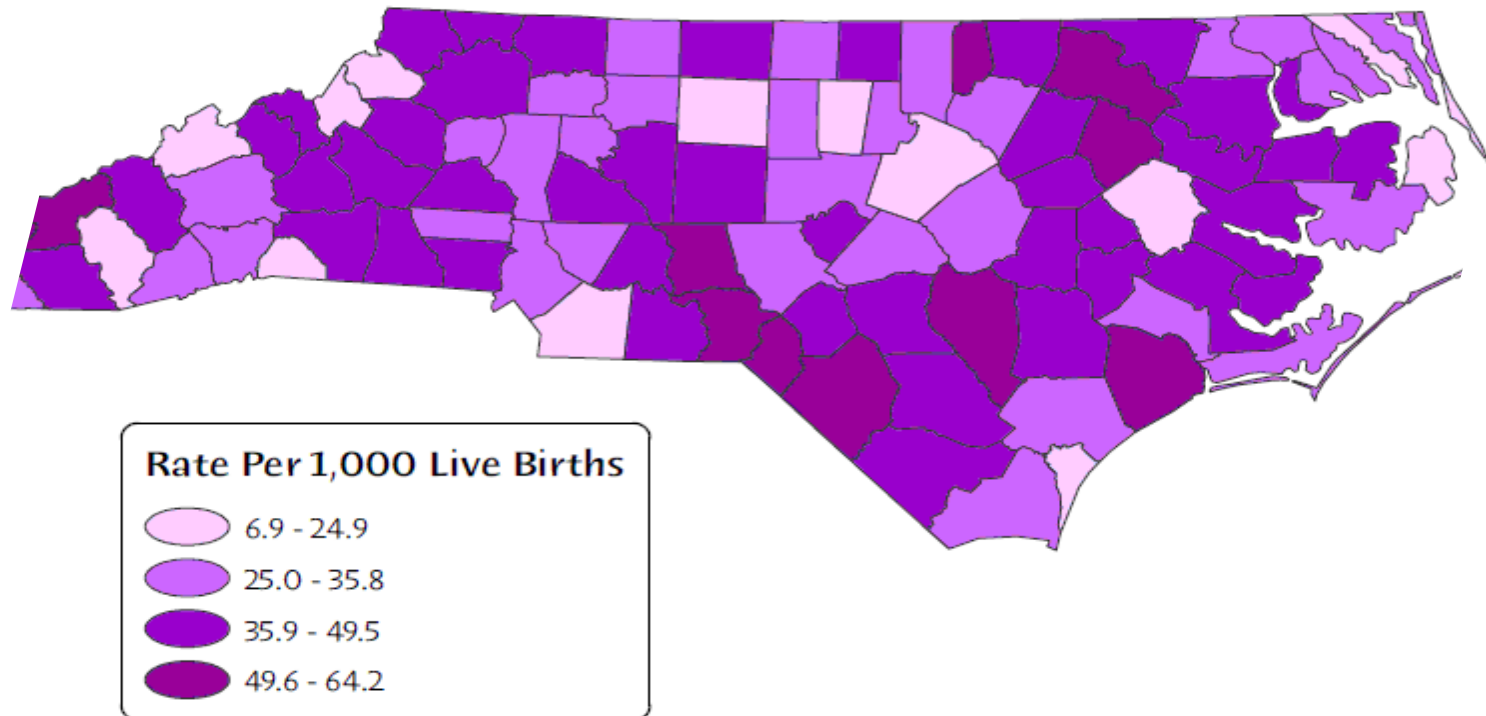 Rate Per 1,000 Live Births
6.9 - 24.9
25.0 - 35.8
35.9 - 49.5
49.6 - 64.2